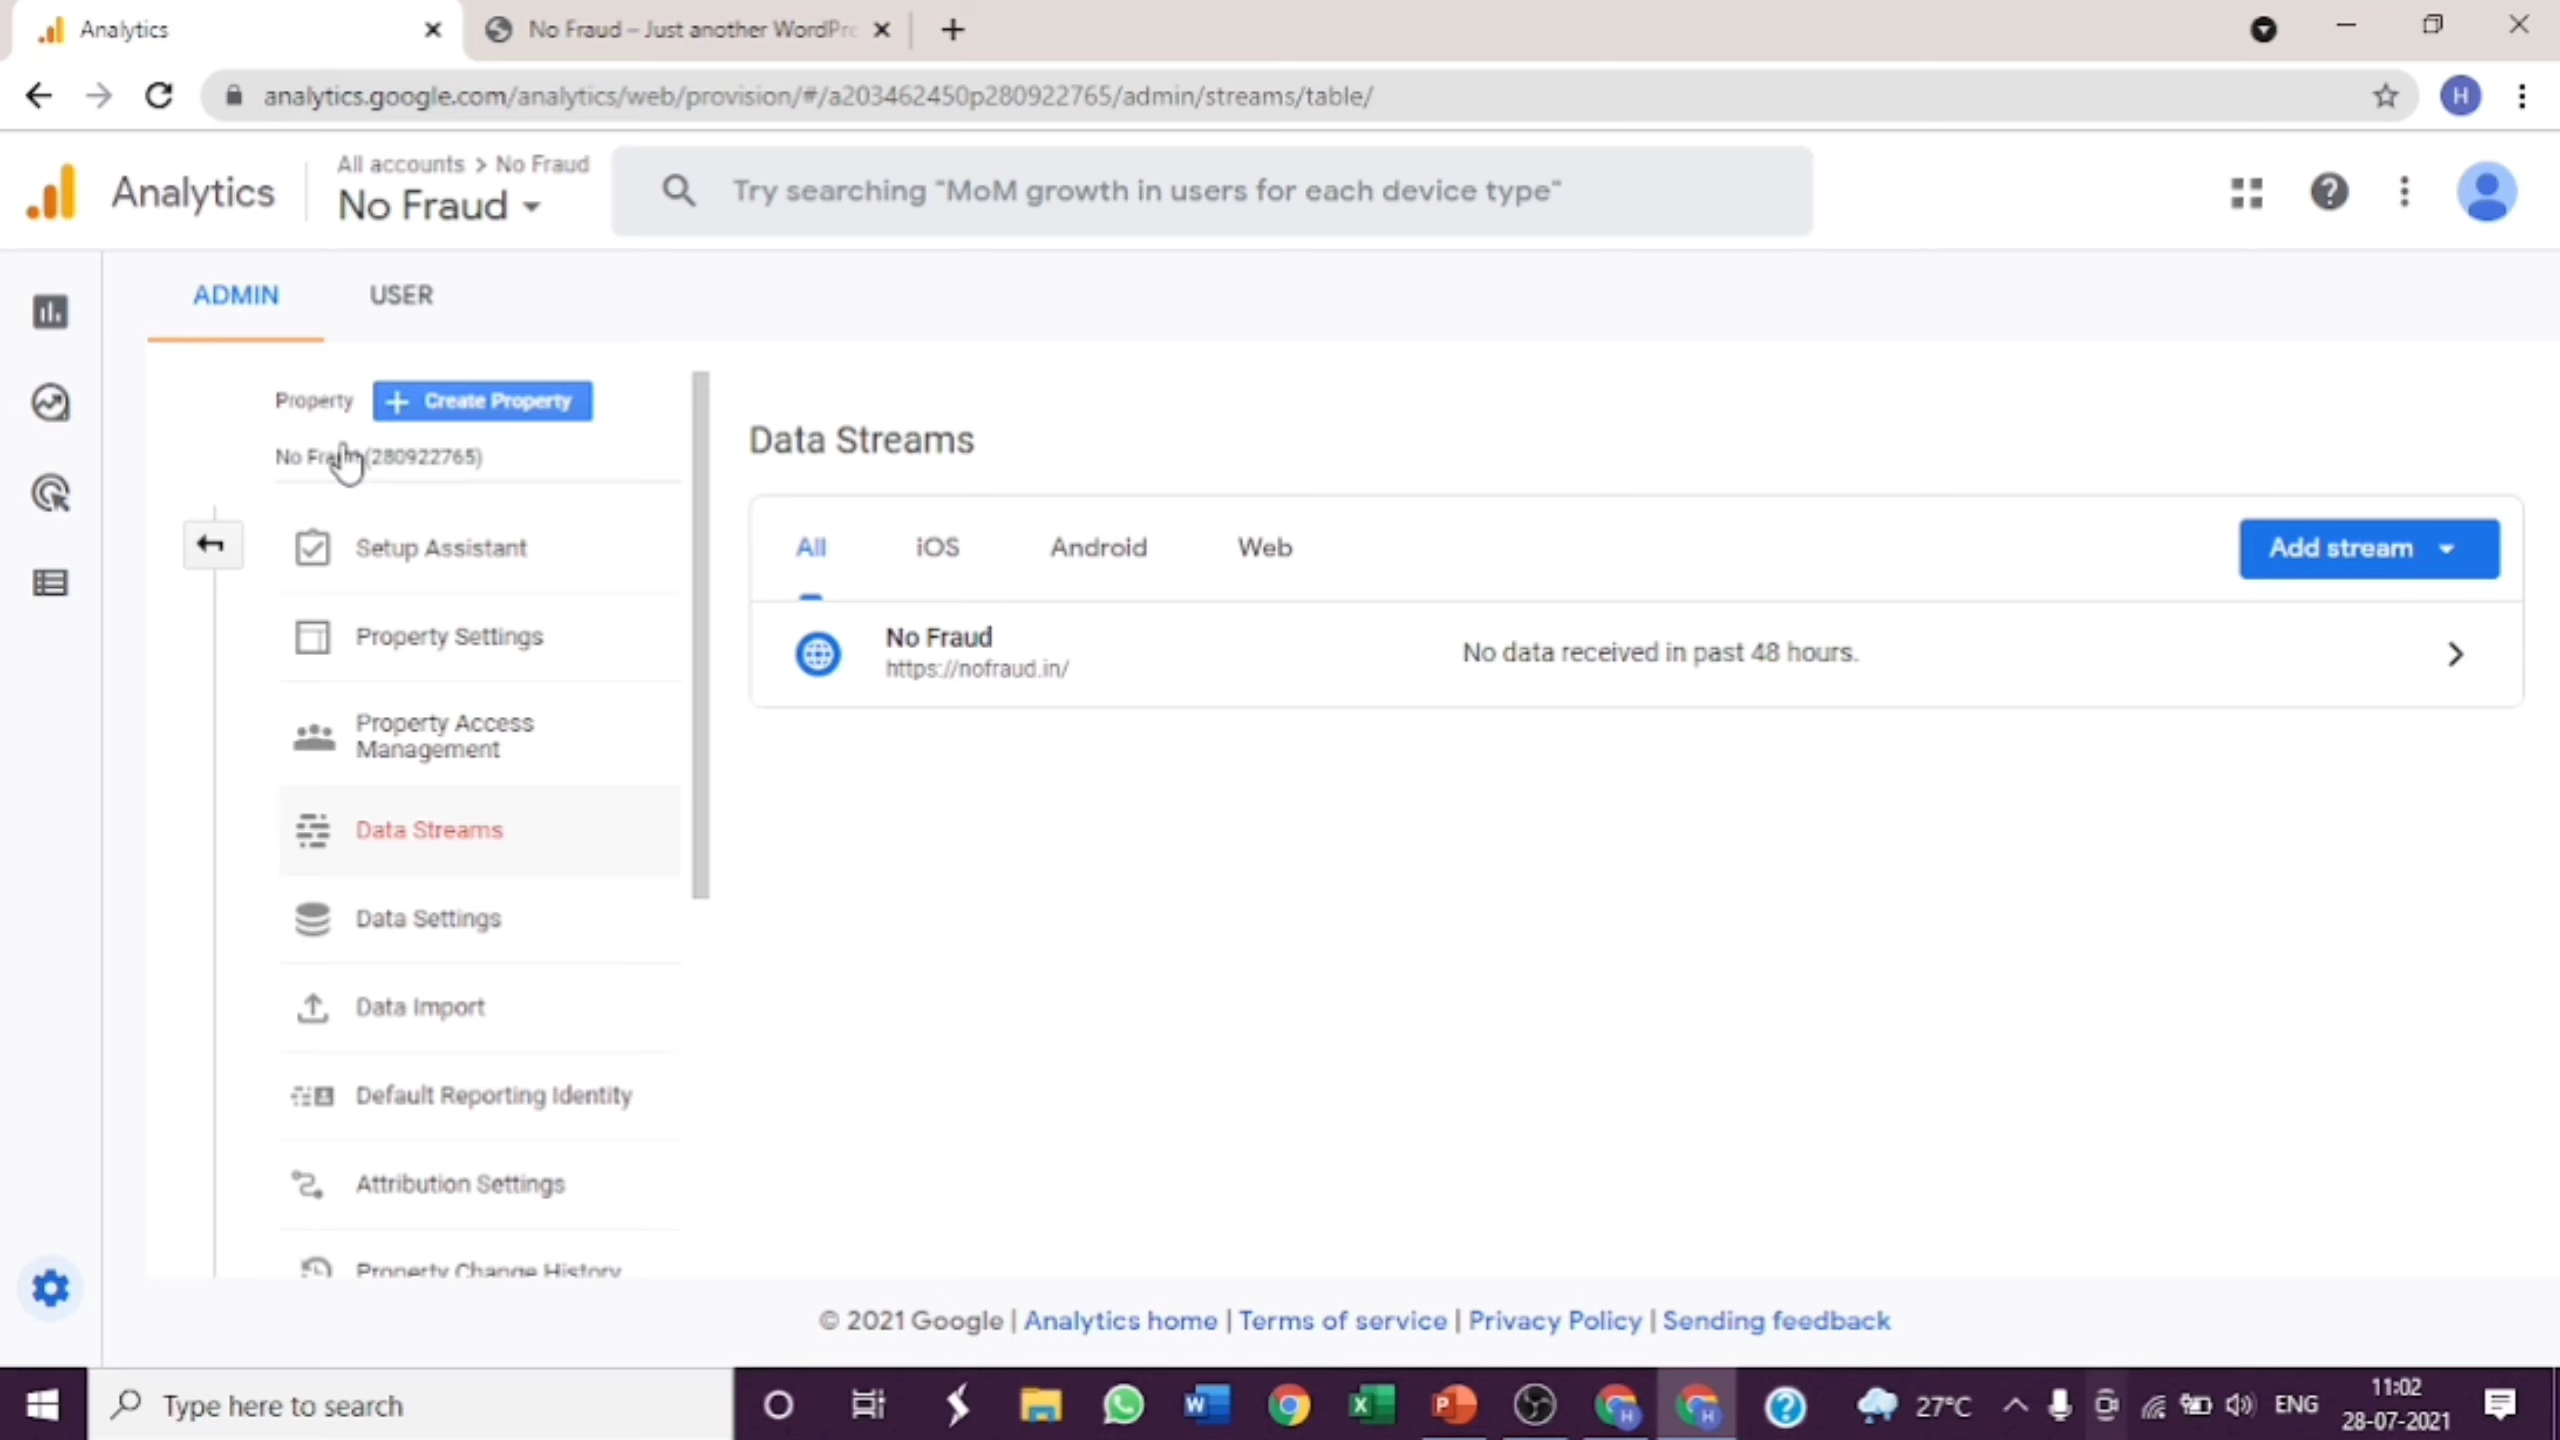 Analytics
No Fraud – Just another WordPre
analytics.google.com/analytics/web/provision/#/a203462450p280922765/admin/streams/table/
H
Analytics
All accounts > No Fraud
No Fraud
Try searching "MoM growth in users for each device type"
ADMIN
USER
Property
+ Create Property
No Fraud (280922765)
Setup Assistant
Property Settings
Property Access
Management
Data Streams
Data Settings
Data Import
Default Reporting Identity
Attribution Settings
Property Change History
Data Streams
All
iOS
Android
Web
Add stream
No Fraud
https://nofraud.in/
No data received in past 48 hours.
© 2021 Google | Analytics home | Terms of service | Privacy Policy | Sending feedback
Type here to search
27°C
ENG
11:02
28-07-2021